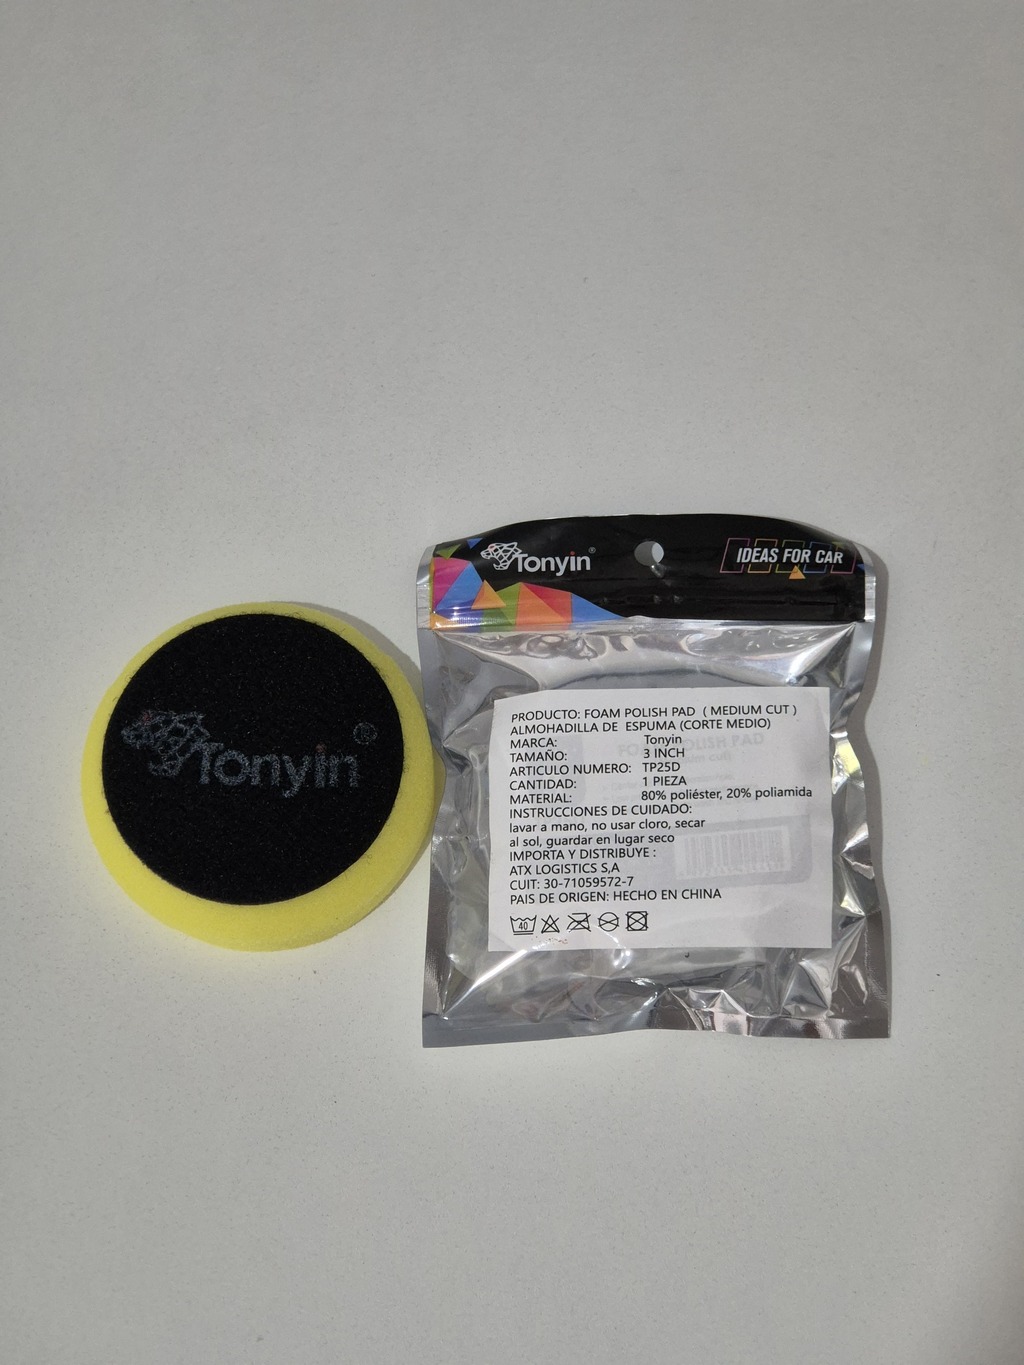 Tonyin®
Tonyin®
IDEAS FOR CAR
PRODUCTO: FOAM POLISH PAD ( MEDIUM CUT )
ALMOHADILLA DE ESPUMA (CORTE MEDIO)
MARCA: Tonyin
TAMAÑO: 3 INCH
ARTICULO NUMERO: TP25D
CANTIDAD: 1 PIEZA
MATERIAL: 80% poliéster, 20% poliamida
INSTRUCCIONES DE CUIDADO:
lavar a mano, no usar cloro, secar
al sol, guardar en lugar seco
IMPORTA Y DISTRIBUYE :
ATX LOGISTICS S,A
CUIT: 30-71059572-7
PAIS DE ORIGEN: HECHO EN CHINA
40